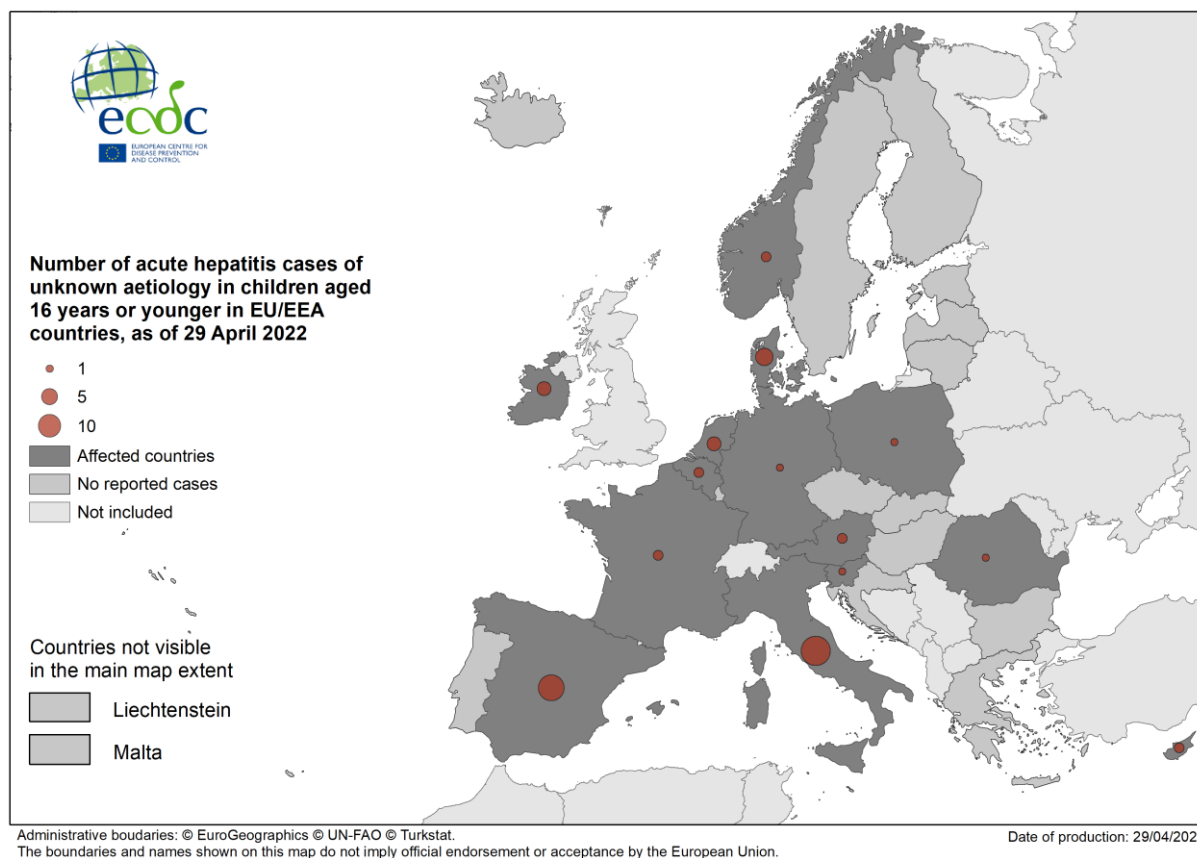 ecdc
EUROPEAN CENTRE FOR
DISEASE PREVENTION
AND CONTROL
Number of acute hepatitis cases of
unknown aetiology in children aged
16 years or younger in EU/EEA
countries, as of 29 April 2022
1
5
10
Affected countries
No reported cases
Not included
Countries not visible
in the main map extent
Liechtenstein
Malta
Administrative boudaries: © EuroGeographics © UN-FAO © Turkstat.
The boundaries and names shown on this map do not imply official endorsement or acceptance by the European Union.
Date of production: 29/04/202